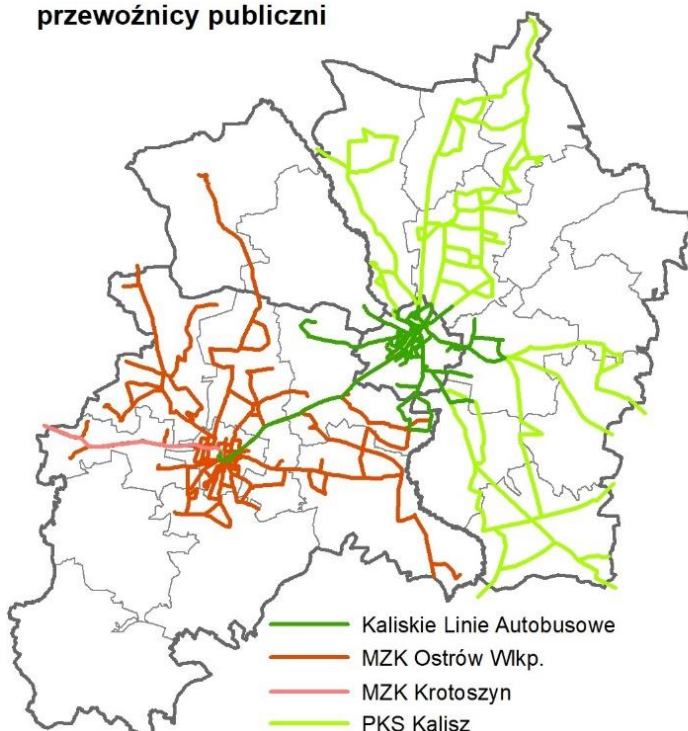 przewoźnicy publiczni
Kaliskie Linie Autobusowe
MZK Ostrów Wlkp.
MZK Krotoszyn
PKS Kalisz